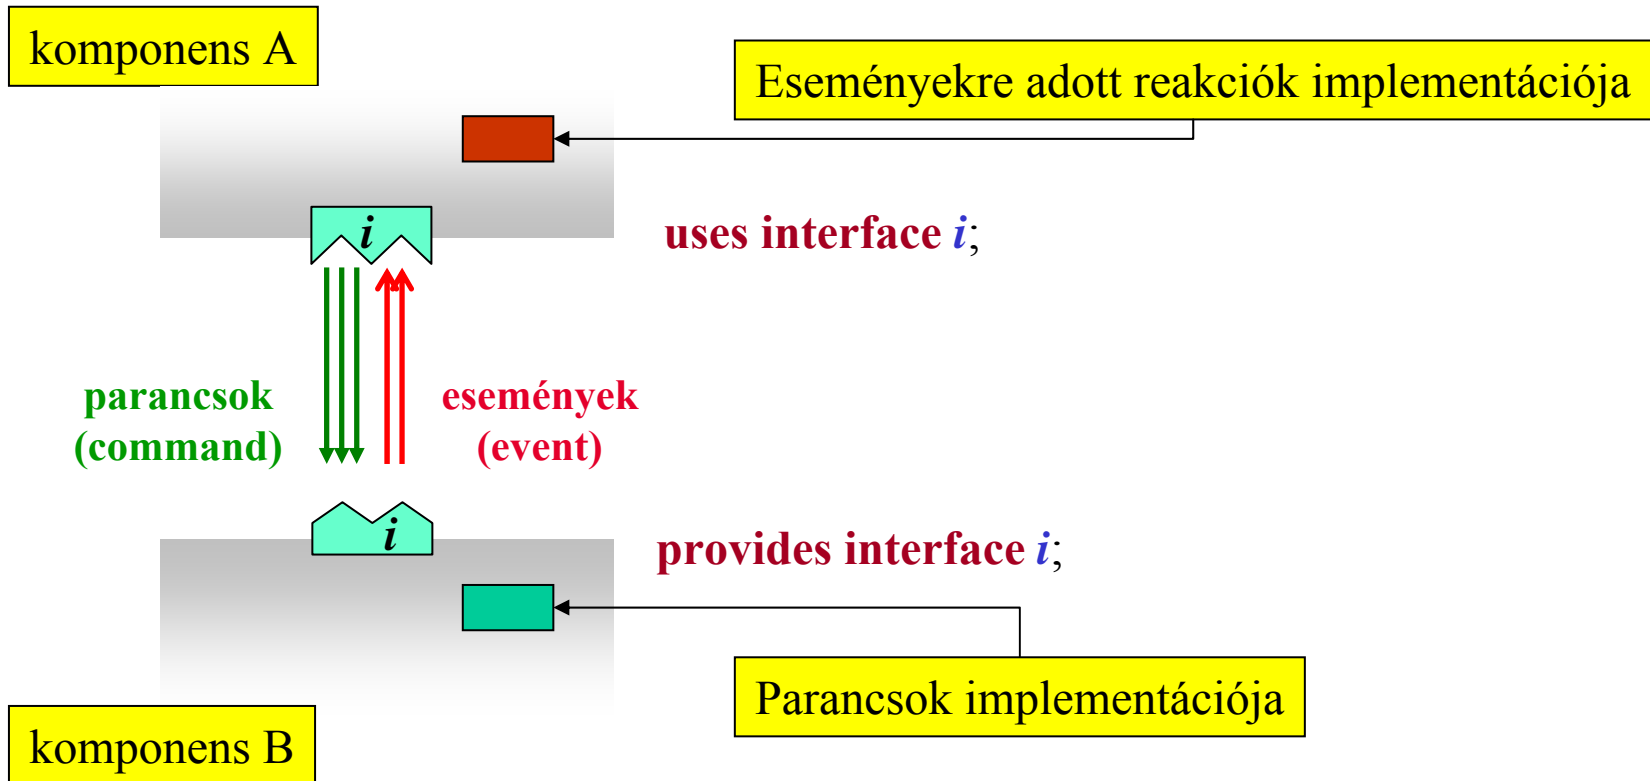 komponens A
Eseményekre adott reakciók implementációja
i
uses interface i;
parancsok
(command)
események
(event)
i
provides interface i;
Parancsok implementációja
komponens B